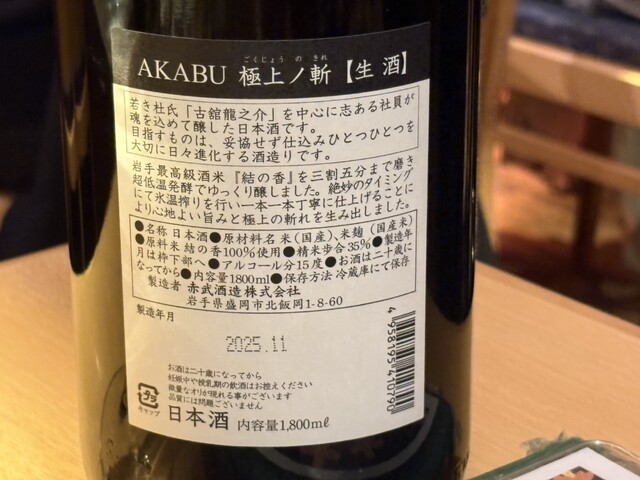 ごくじょう の きれ
AKABU 極上ノ斬【生酒】
若き杜氏「古舘龍之介」を中心に志ある社員が
魂を込めて醸した日本酒です。
目指すものは、妥協せず仕込みひとつひとつを
大切に日々進化する酒造りです。
岩手最高級酒米『結の香』を三割五分まで磨き
超低温発酵でゆっくり醸しました。絶妙のタイミング
にて氷温搾りを行い一本一本丁寧に仕上げることに
より心地よい旨みと極上の斬れを生み出しました。
●名称 日本酒●原材料名 米(国産)、米麹(国産米)
●原料米 結の香100%使用●精米歩合35%●製造年
月は枠下部へ●アルコール分15度●お酒は二十歳に
なってから●内容量1800ml●保存方法 冷蔵庫にて保存
製造者 赤武酒造株式会社
岩手県盛岡市北飯岡1-8-60
製造年月
2025.11
お酒は二十歳になってから
妊娠中や授乳期の飲酒はお控えください
微量なオリが現れる事がございます
品質には問題ございません
キャップ
日本酒 内容量1,800mℓ
4958395410790